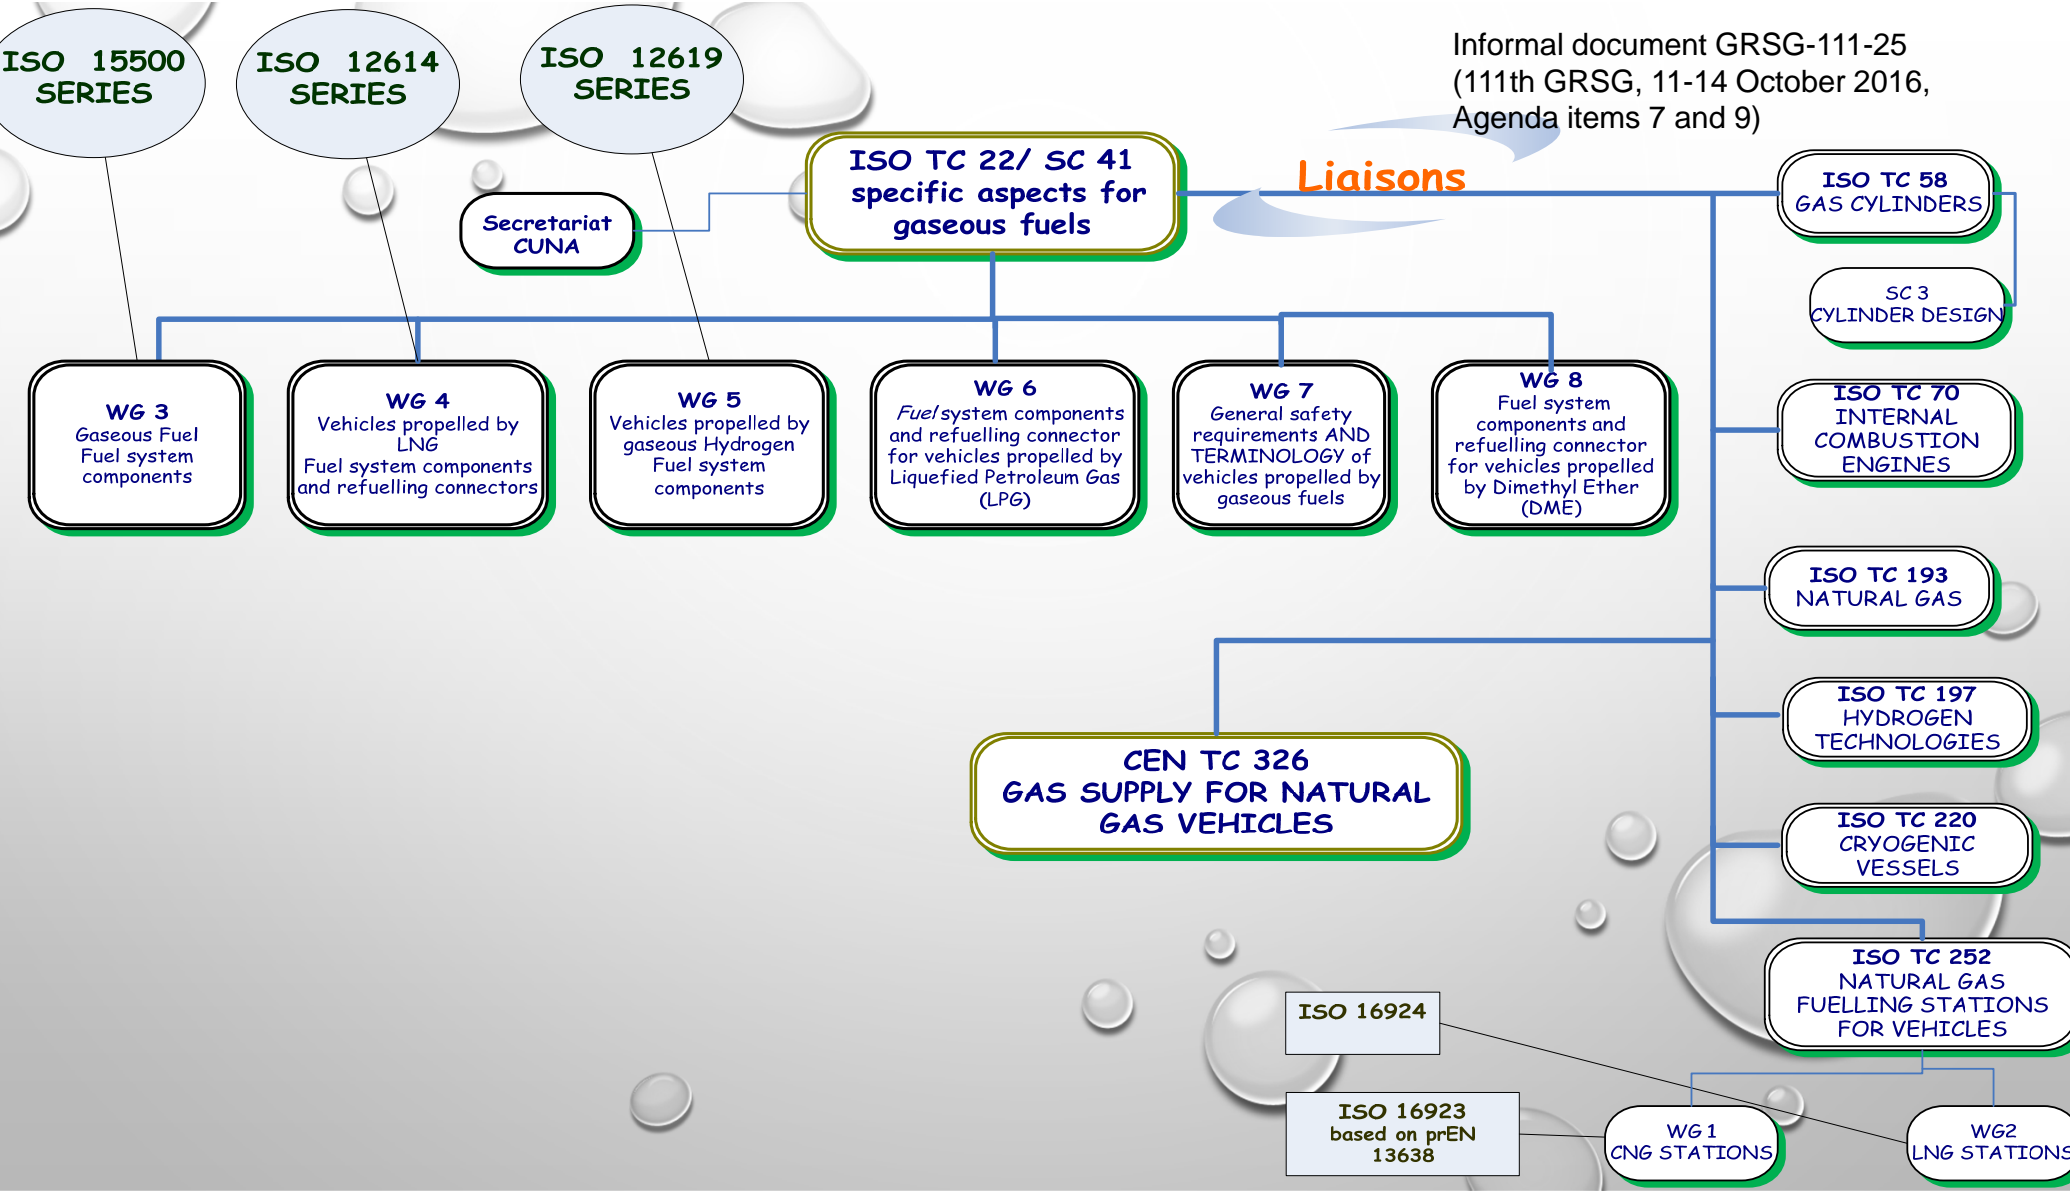 ISO 15500
SERIES
ISO 12614
SERIES
ISO 12619
SERIES
Informal document GRSG-111-25
(111th GRSG, 11-14 October 2016,
Agenda items 7 and 9)
ISO TC 22/ SC 41
specific aspects for
gaseous fuels
Liaisons
Secretariat
CUNA
ISO TC 58
GAS CYLINDERS
SC 3
CYLINDER DESIGN
WG 3
Gaseous Fuel
Fuel system
components
WG 4
Vehicles propelled by
LNG
Fuel system components
and refuelling connectors
WG 5
Vehicles propelled by
gaseous Hydrogen
Fuel system
components
WG 6
Fuel system components
and refuelling connector
for vehicles propelled by
Liquefied Petroleum Gas
(LPG)
WG 7
General safety
requirements AND
TERMINOLOGY of
vehicles propelled by
gaseous fuels
WG 8
Fuel system
components and
refuelling connector
for vehicles propelled
by Dimethyl Ether
(DME)
ISO TC 70
INTERNAL
COMBUSTION
ENGINES
ISO TC 193
NATURAL GAS
ISO TC 197
HYDROGEN
TECHNOLOGIES
CEN TC 326
GAS SUPPLY FOR NATURAL
GAS VEHICLES
ISO TC 220
CRYOGENIC
VESSELS
ISO TC 252
NATURAL GAS
FUELLING STATIONS
FOR VEHICLES
ISO 16924
ISO 16923
based on prEN
13638
WG 1
CNG STATIONS
WG2
LNG STATIONS